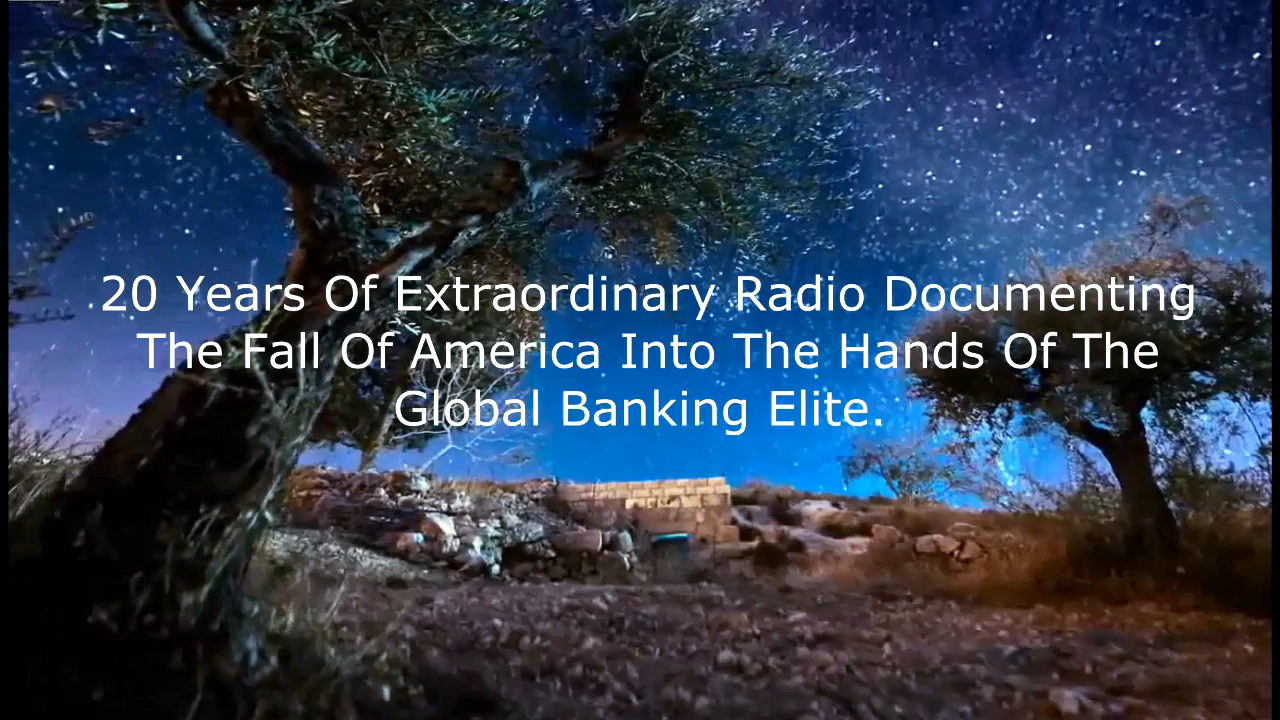 20 Years Of Extraordinary Radio Documenting
The Fall Of America Into The Hands Of The
Global Banking Elite.